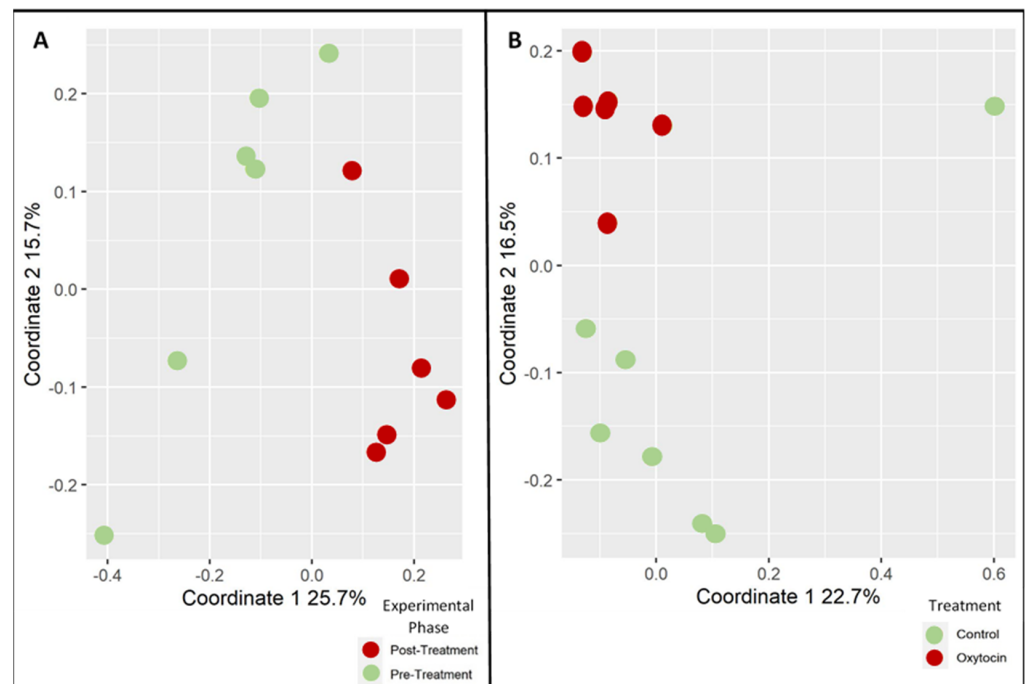 A
0.2
0.1
0.0
-0.1
-0.2
Coordinate 2 15.7%
-0.4
-0.2
0.0
0.2
Coordinate 1 25.7%
Experimental
Phase
Post-Treatment
Pre-Treatment
B
0.2
0.1
0.0
-0.1
-0.2
Coordinate 2 16.5%
0.0
0.2
0.4
0.6
Coordinate 1 22.7%
Treatment
Control
Oxytocin